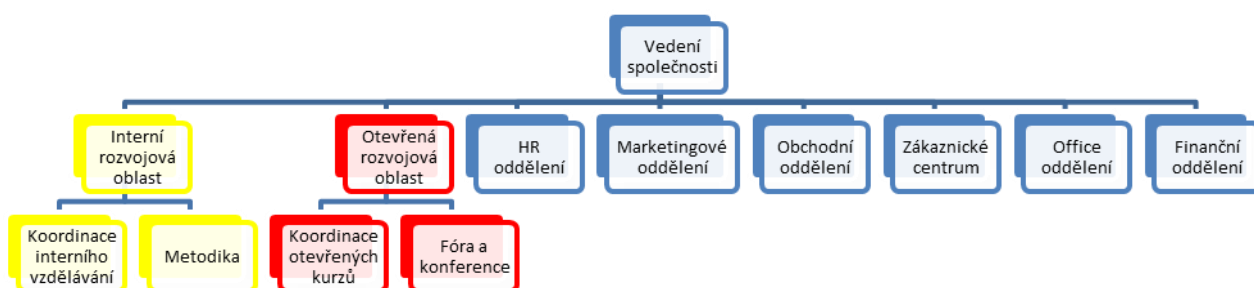 Vedení
společnosti
Interní
rozvojová
oblast
Otevřená
rozvojová
oblast
HR
oddělení
Marketingové
oddělení
Obchodní
oddělení
Zákaznické
centrum
Office
oddělení
Finanční
oddělení
Koordinace
interního
vzdělávání
Metodika
Koordinace
otevřených
kurzů
Fóra a
konference